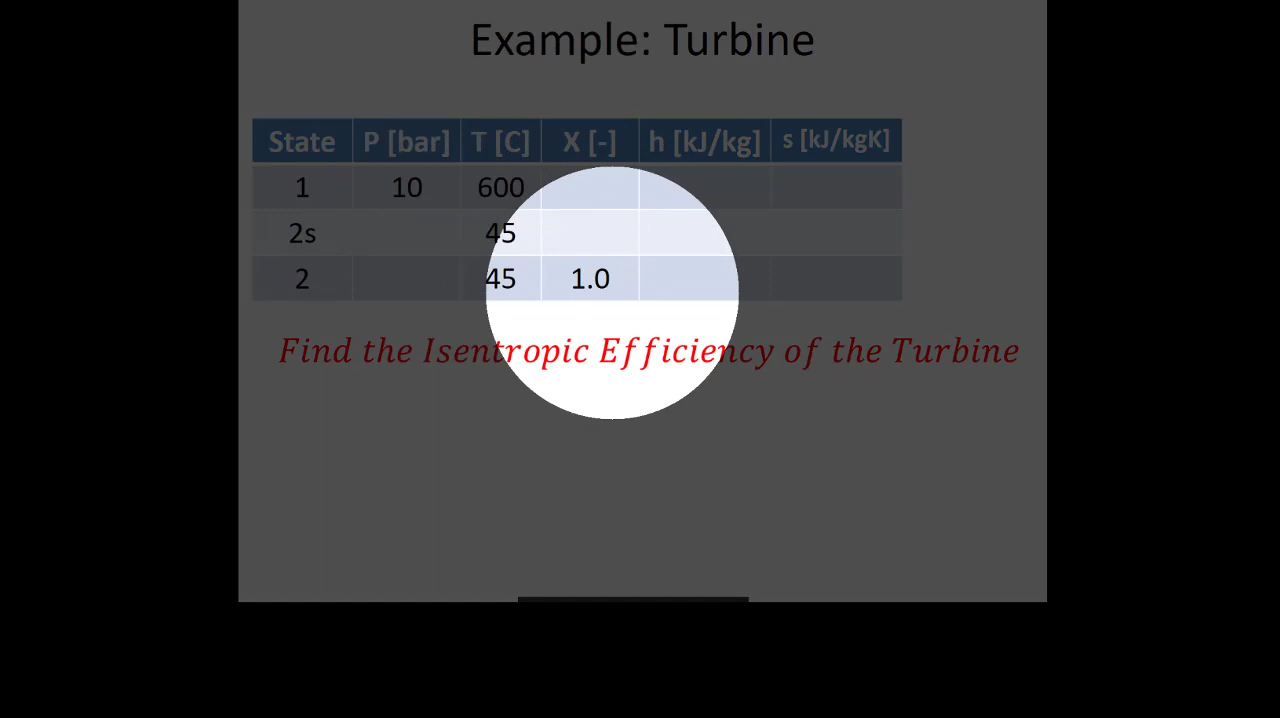 Example: Turbine
State P [bar] T [C] X [-] h [kJ/kg] s [kJ/kgK]
1 10 600
2s 45
2 45 1.0
Find the Isentropic Efficiency of the Turbine